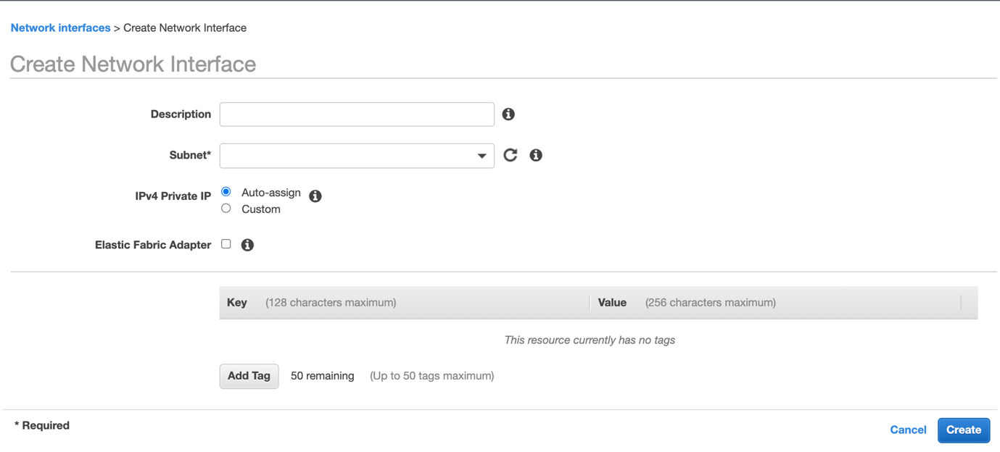 Network interfaces > Create Network Interface
Create Network Interface
Description
Subnet*
IPv4 Private IP
Auto-assign
Custom
Elastic Fabric Adapter
Key (128 characters maximum) Value (256 characters maximum)
This resource currently has no tags
Add Tag 50 remaining (Up to 50 tags maximum)
* Required
Cancel Create